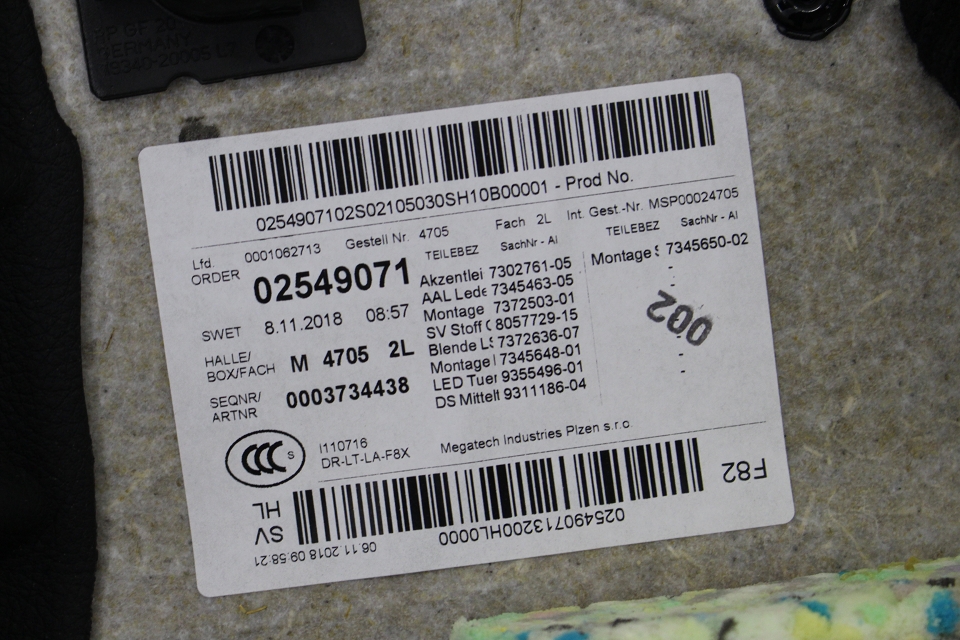 GERMANY
0254907102S02105030SH10B00001 - Prod No.
Lfd. 0001062713 Gestell Nr. 4705 Fach 2L Int. Gest.-Nr. MSP00024705
ORDER 02549071
TEILEBEZ SachNr - AI TEILEBEZ SachNr - AI
Akzentlei 7302761-05 Montage 7345650-02
AAL Lede 7345463-05 -
Montage 7372503-01
SWET 8.11.2018 08:57
SV Stoff 8057729-15
002
Blende LS 7372636-07 -
HALLE/
BOX/FACH M 4705 2L
Montage 7345648-01
LED Tuer 9355496-01 -
DS Mittelt 9311186-04
SEQNR/
ARTNR 0003734438
CCC S
I110716
DR-LT-LA-F8X
Megatech Industries Plzen s.r.o.
F82
025490713200HL0000
SV
HL
06.11.2018 09:58:21